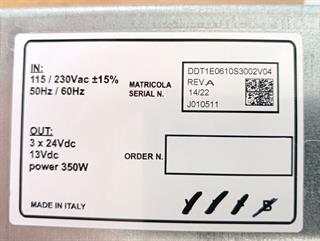 IN:
115 / 230Vac ±15%
50Hz / 60Hz
MATRICOLA
SERIAL N.
DDT1E0610S3002V04
REV.A
14/22
J010511
OUT:
3 x 24Vdc
13Vdc
power 350W
ORDER N.
MADE IN ITALY